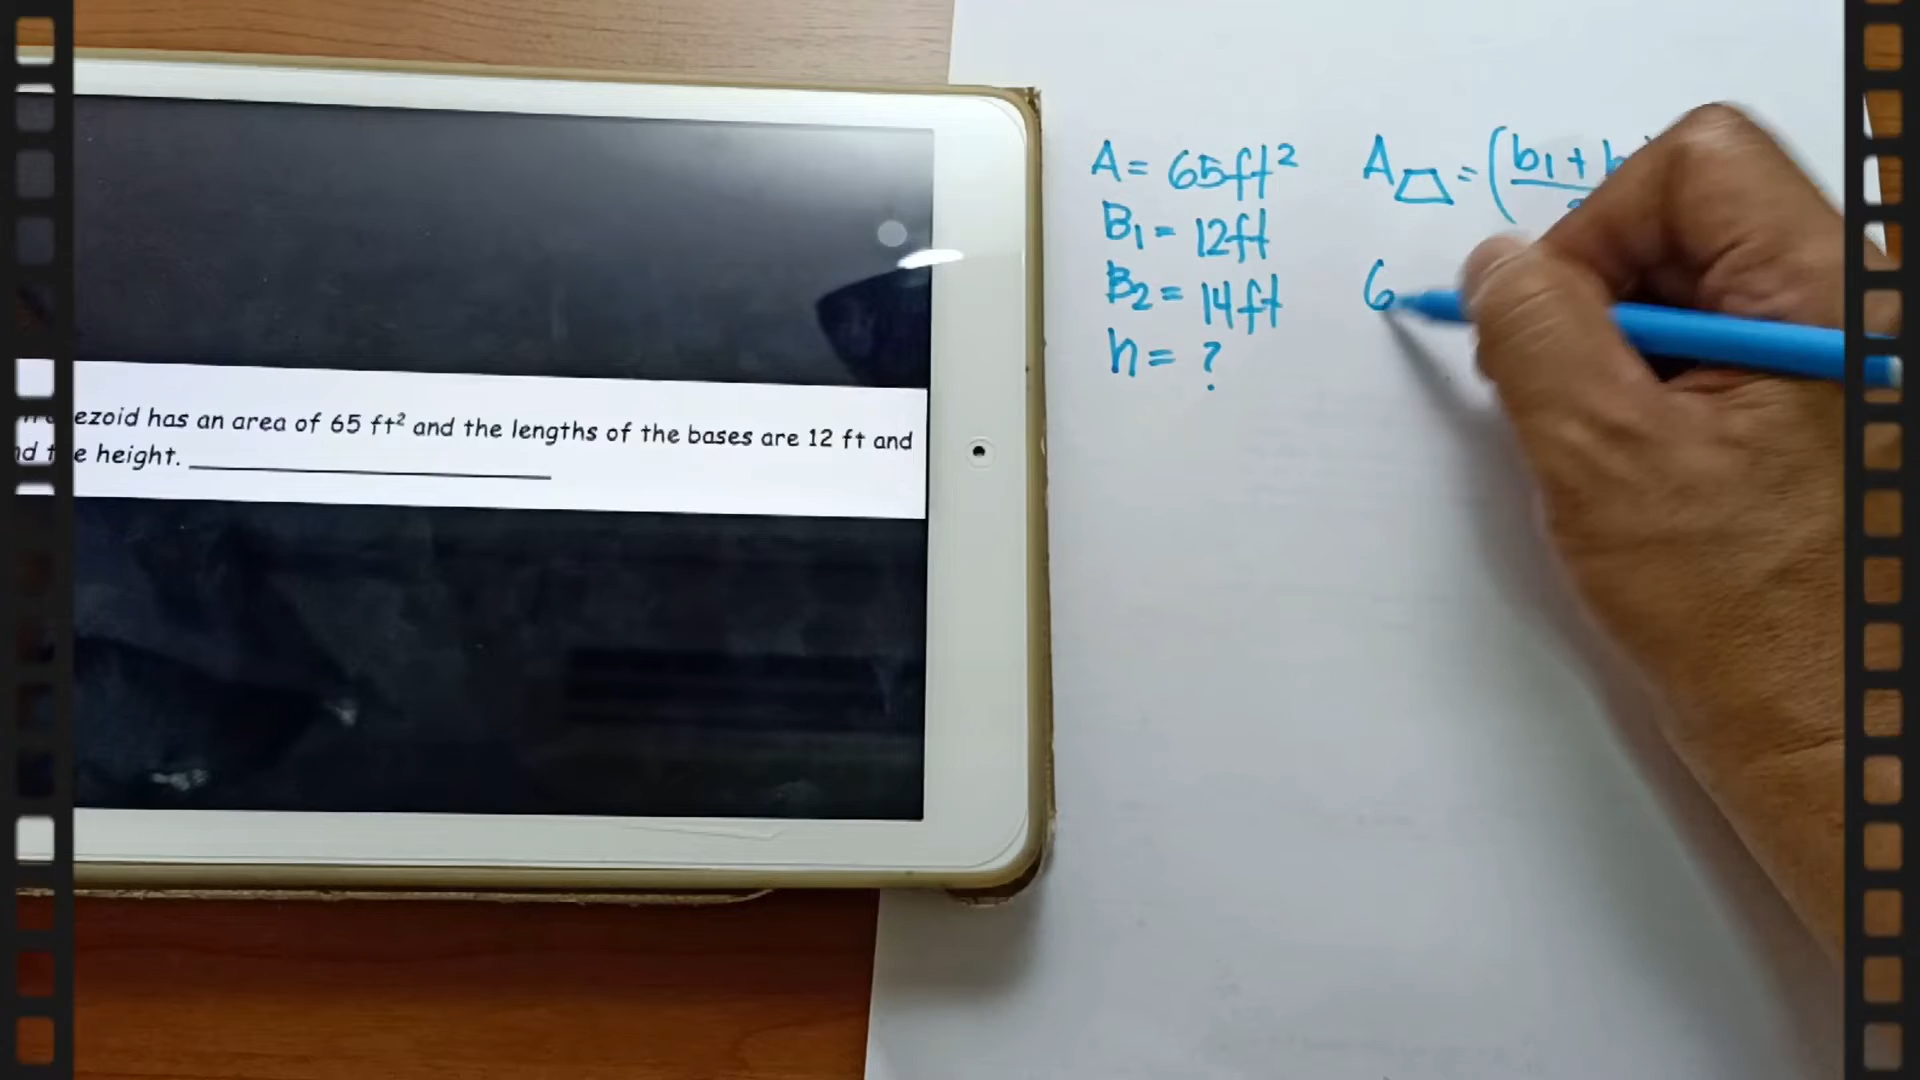 ezoid has an area of 65 ft² and the lengths of the bases are 12 ft and
e height.
A = 65ft²
B₁ = 12ft
B₂ = 14ft
h = ?
A = (b₁ + b
6